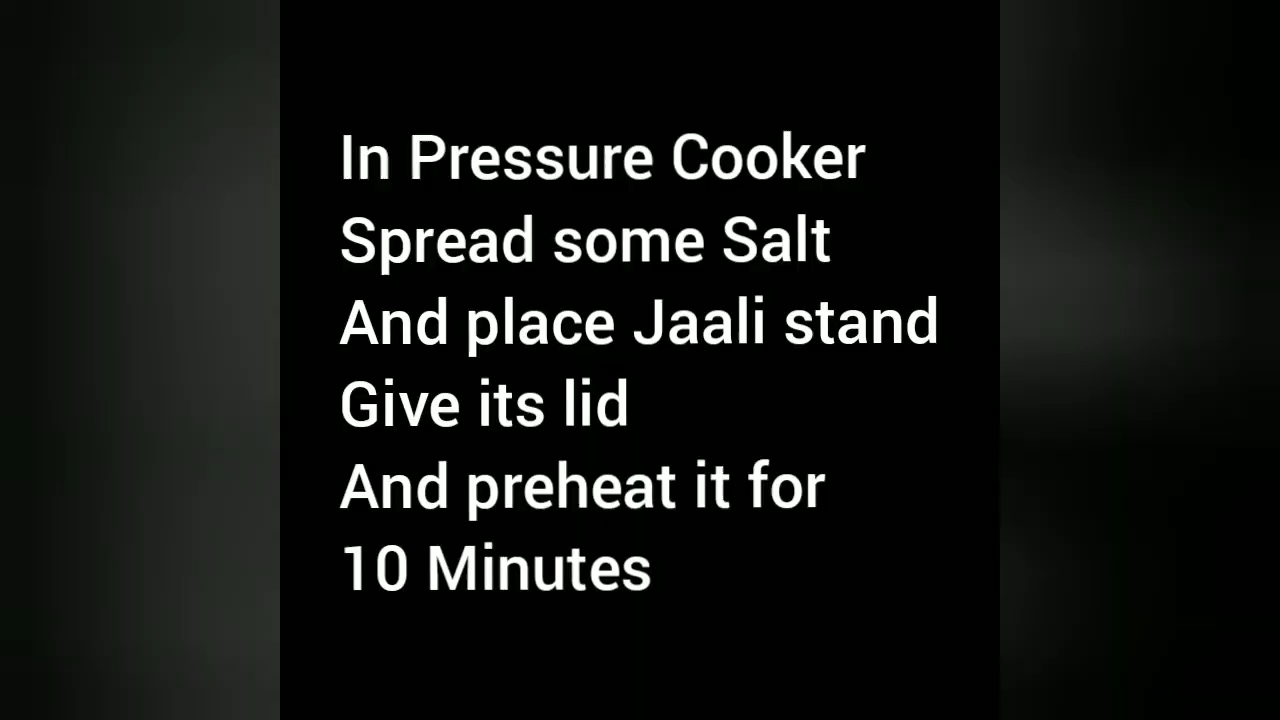 In Pressure Cooker
Spread some Salt
And place Jaali stand
Give its lid
And preheat it for
10 Minutes